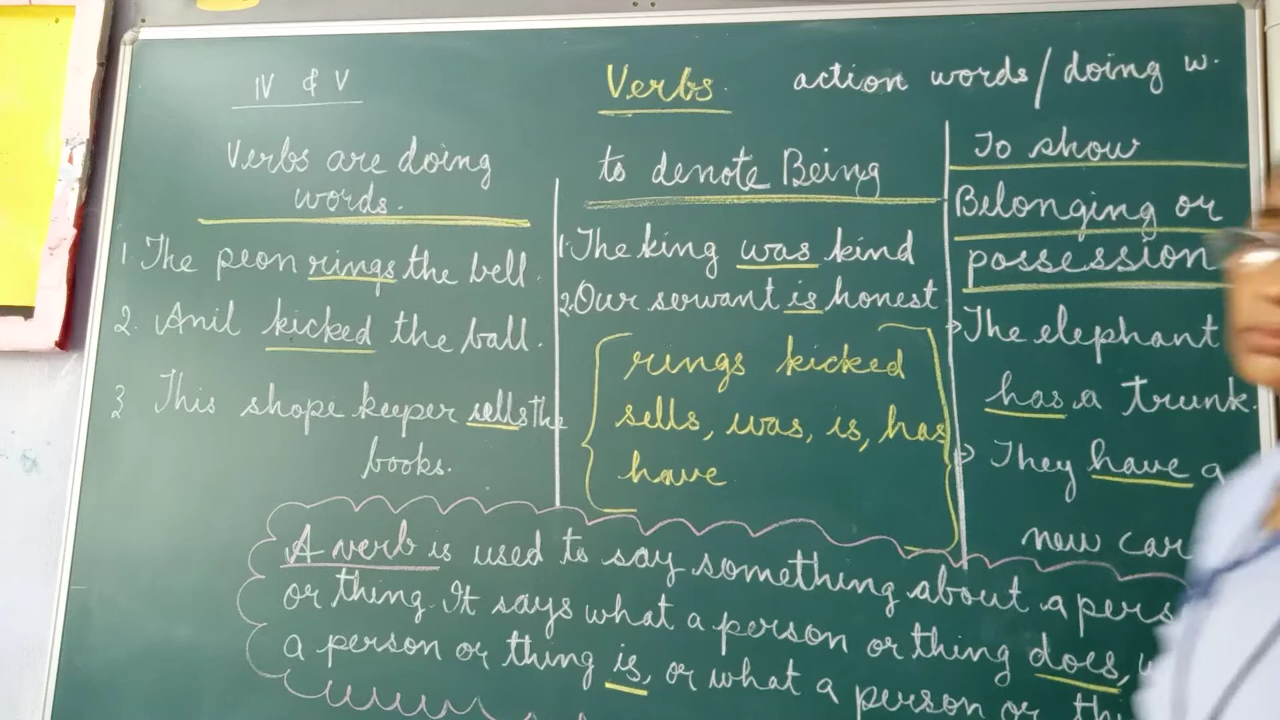 IV & V
Verbs. action words/doing w.
Verbs are doing
words.
1. The peon rings the bell.
2. Anil kicked the ball.
3 This shope keeper sells the
books.
to denote Being
1. The king was kind
2. Our servant is honest
rings kicked
sells, was, is, has
have
To show
Belonging or
possession
The elephant
has a trunk.
They have a
new car
A verb is used to say something about a pers
or thing. It says what a person or thing does,
a person or thing is, or what a person or thi